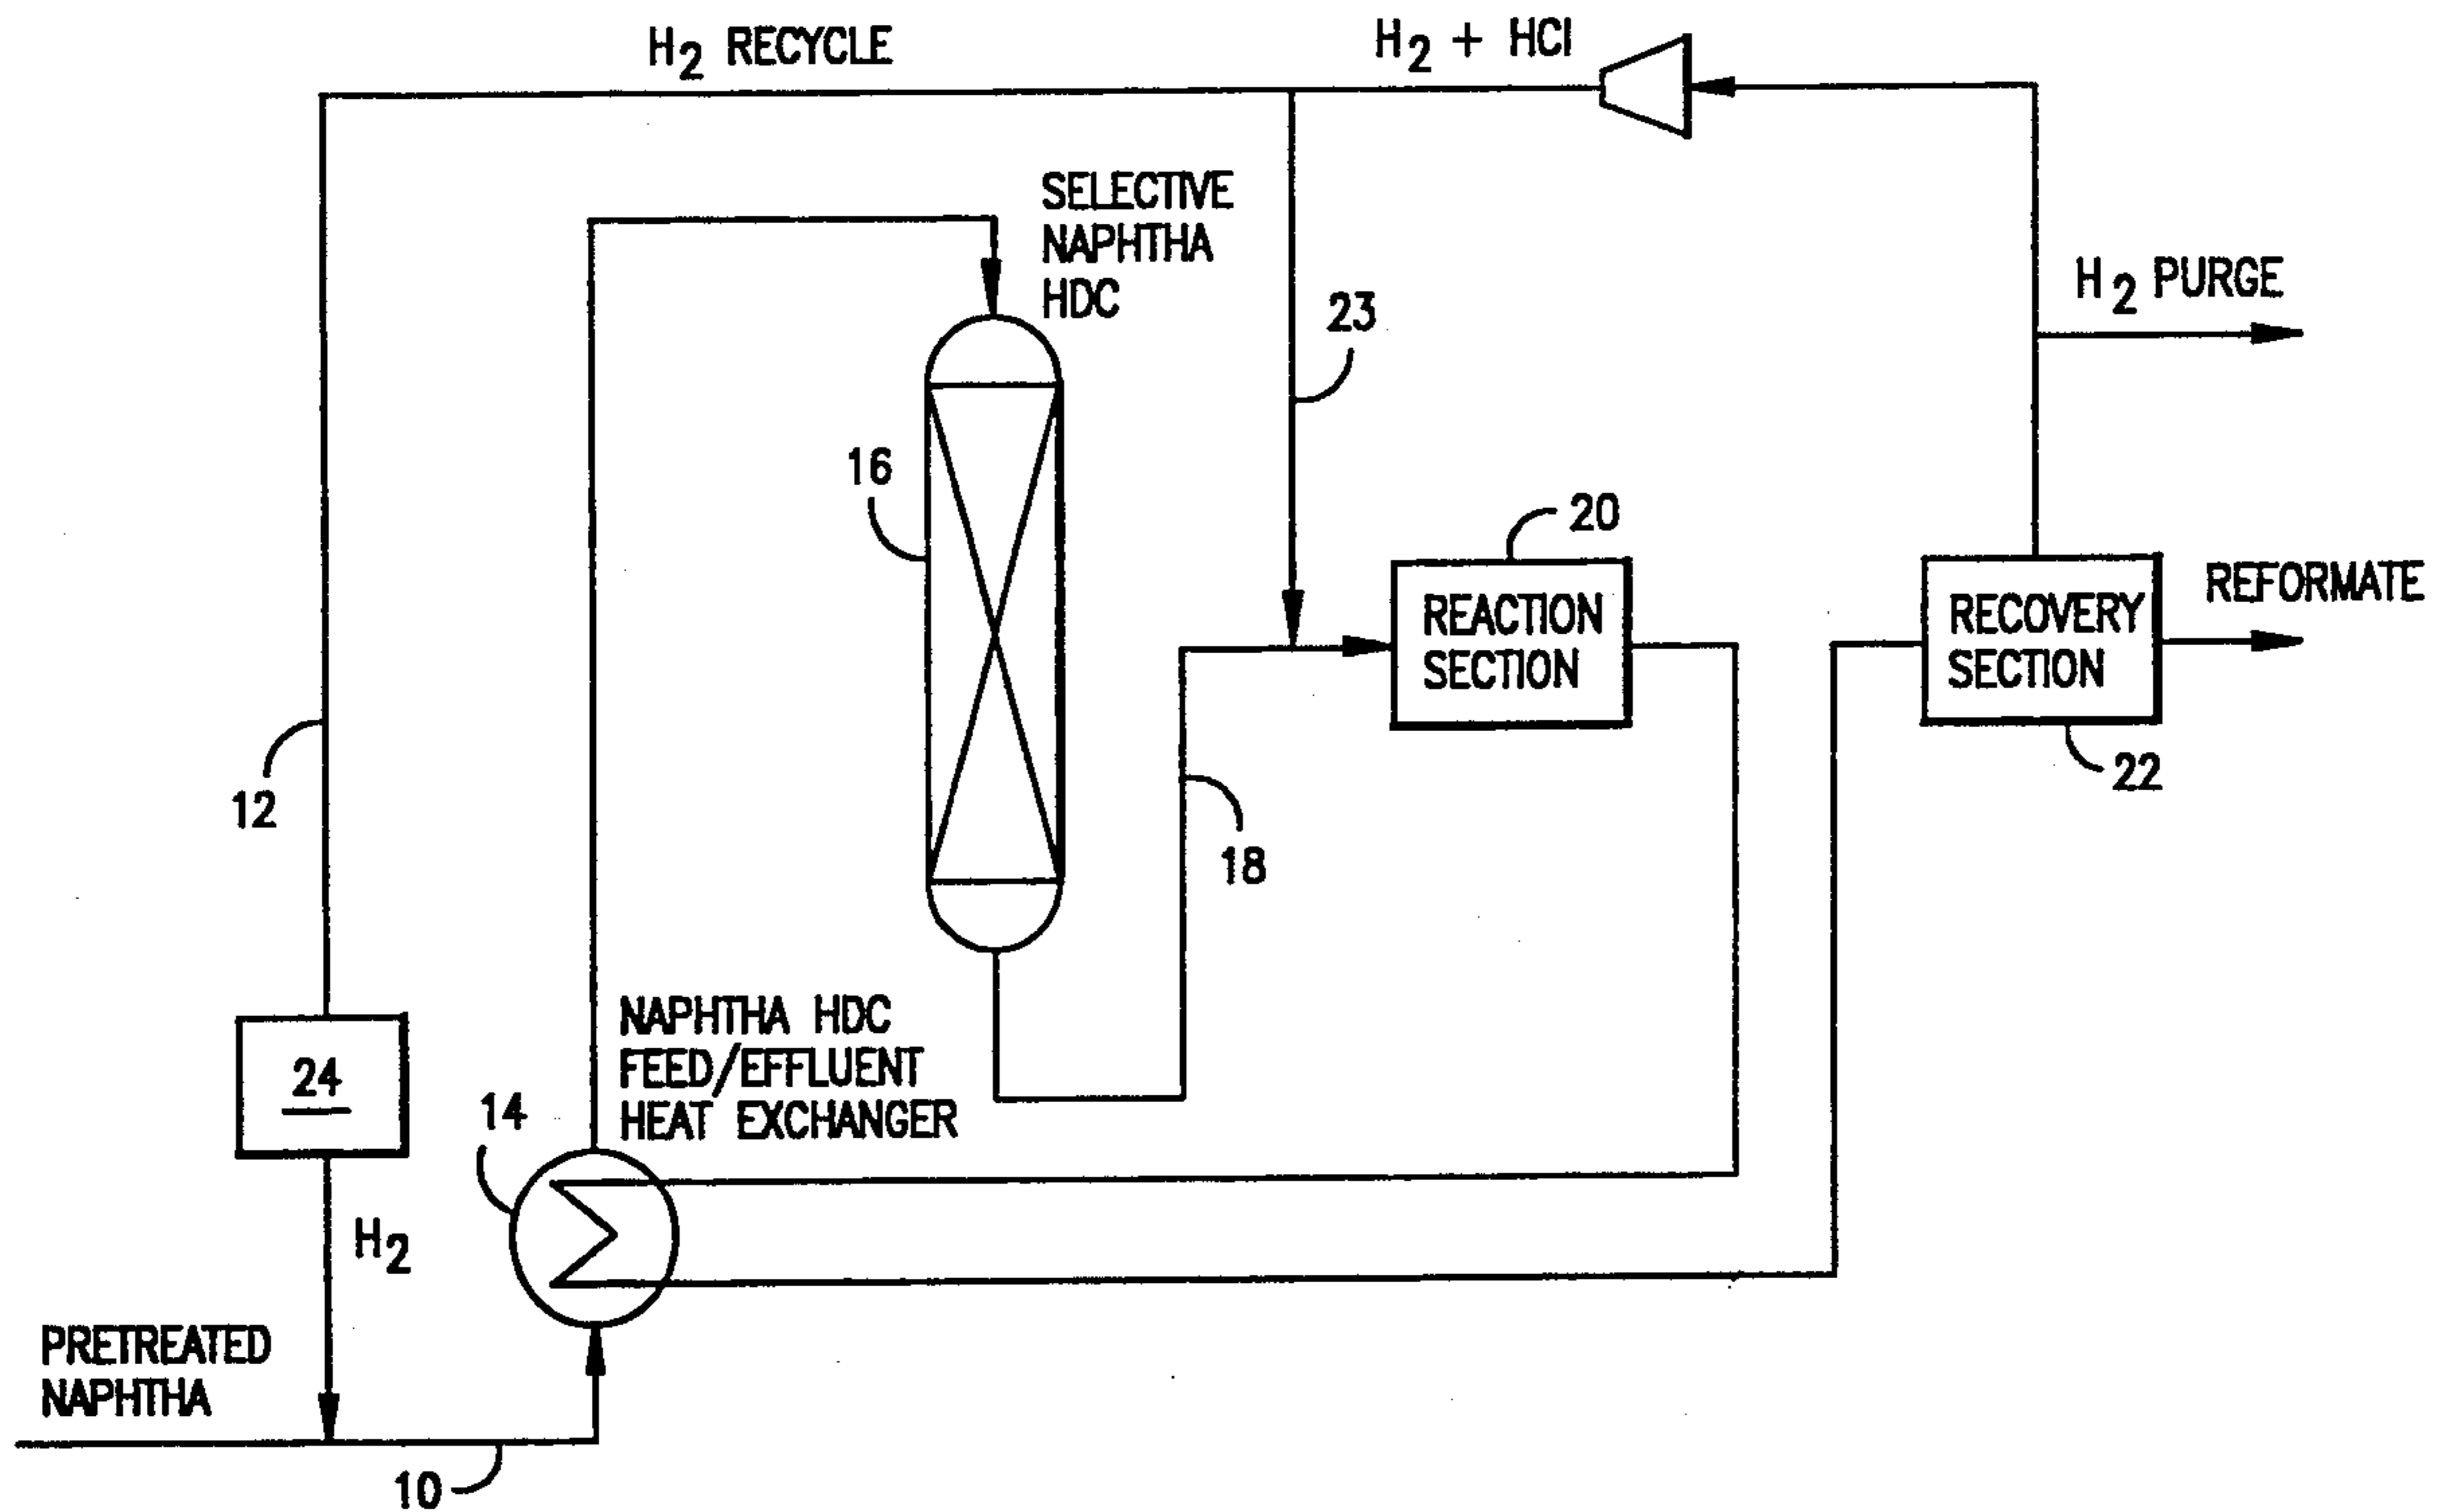 H2 RECYCLE
H2 + HCl
SELECTIVE
NAPHTHA
HDC
23
H2 PURGE
16
20
REACTION
SECTION
RECOVERY
SECTION
REFORMATE
22
12
18
24
NAPHTHA HDC
FEED/EFFLUENT
HEAT EXCHANGER
14
H2
PRETREATED
NAPHTHA
10